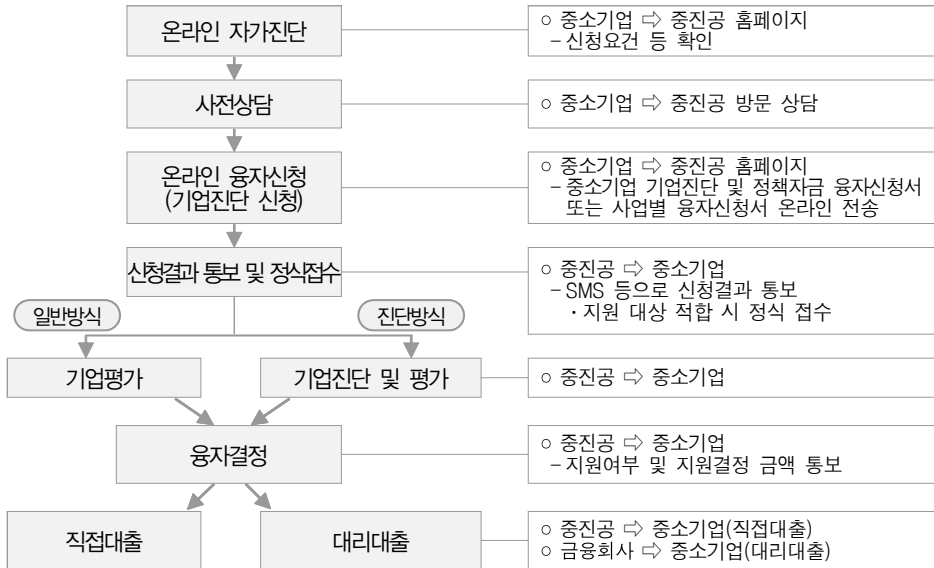 온라인 자가진단
○ 중소기업 ⇨ 중진공 홈페이지
– 신청요건 등 확인
사전상담
○ 중소기업 ⇨ 중진공 방문 상담
온라인 융자신청
(기업진단 신청)
○ 중소기업 ⇨ 중진공 홈페이지
– 중소기업 기업진단 및 정책자금 융자신청서
또는 사업별 융자신청서 온라인 전송
신청결과 통보 및 정식접수
○ 중진공 ⇨ 중소기업
– SMS 등으로 신청결과 통보
· 지원 대상 적합 시 정식 접수
일반방식
진단방식
기업평가
기업진단 및 평가
○ 중진공 ⇨ 중소기업
융자결정
○ 중진공 ⇨ 중소기업
– 지원여부 및 지원결정 금액 통보
직접대출
대리대출
○ 중진공 ⇨ 중소기업(직접대출)
○ 금융회사 ⇨ 중소기업(대리대출)